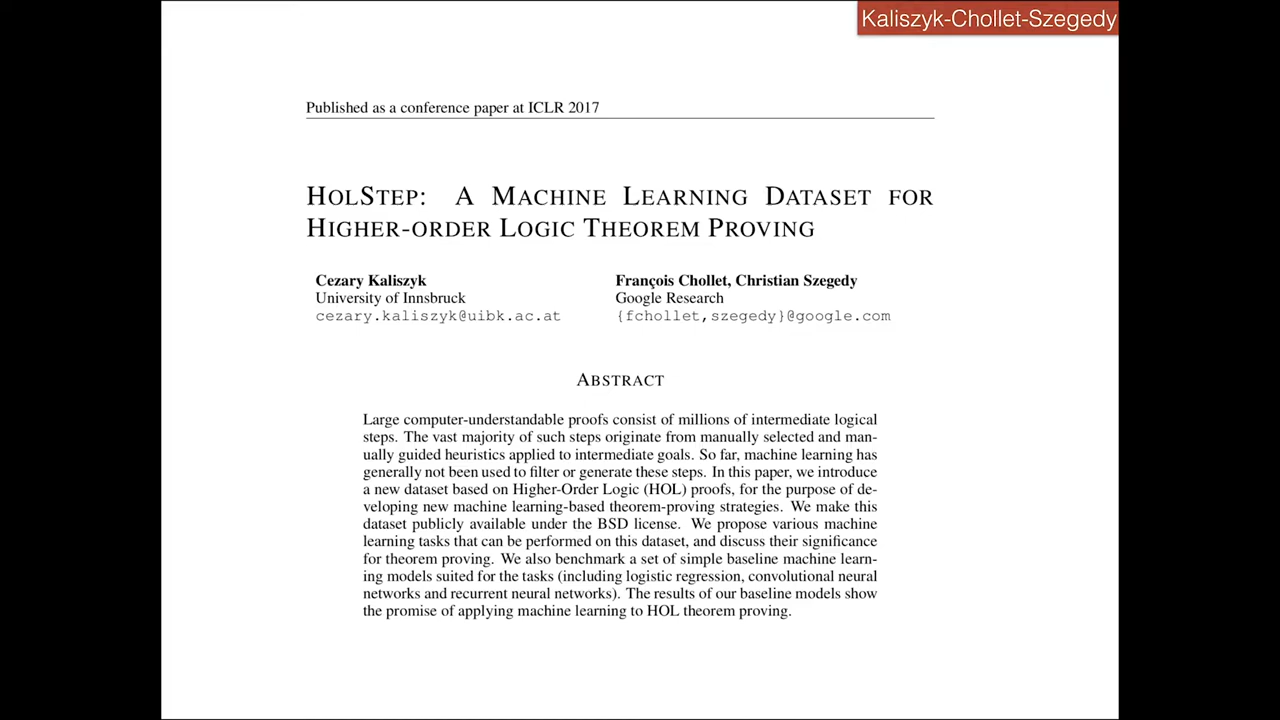 Kaliszyk-Chollet-Szegedy
Published as a conference paper at ICLR 2017
HOLSTEP: A MACHINE LEARNING DATASET FOR
HIGHER-ORDER LOGIC THEOREM PROVING
Cezary Kaliszyk
University of Innsbruck
cezary.kaliszyk@uibk.ac.at
François Chollet, Christian Szegedy
Google Research
{fchollet,szegedy}@google.com
ABSTRACT
Large computer-understandable proofs consist of millions of intermediate logical
steps. The vast majority of such steps originate from manually selected and man-
ually guided heuristics applied to intermediate goals. So far, machine learning has
generally not been used to filter or generate these steps. In this paper, we introduce
a new dataset based on Higher-Order Logic (HOL) proofs, for the purpose of de-
veloping new machine learning-based theorem-proving strategies. We make this
dataset publicly available under the BSD license. We propose various machine
learning tasks that can be performed on this dataset, and discuss their significance
for theorem proving. We also benchmark a set of simple baseline machine learn-
ing models suited for the tasks (including logistic regression, convolutional neural
networks and recurrent neural networks). The results of our baseline models show
the promise of applying machine learning to HOL theorem proving.